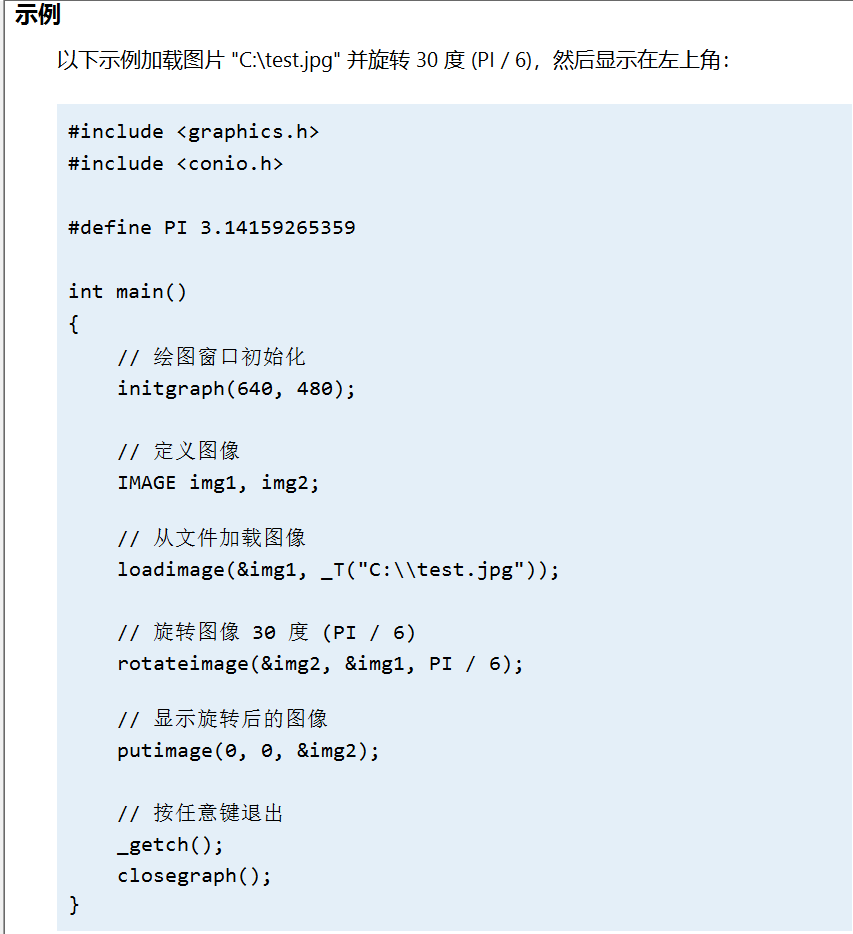 示例
以下示例加载图片 "C:\test.jpg" 并旋转 30 度 (PI / 6)，然后显示在左上角：
#include <graphics.h>
#include <conio.h>
#define PI 3.14159265359
int main()
{
// 绘图窗口初始化
initgraph(640, 480);
// 定义图像
IMAGE img1, img2;
// 从文件加载图像
loadimage(&img1, _T("C:\\test.jpg"));
// 旋转图像 30 度 (PI / 6)
rotateimage(&img2, &img1, PI / 6);
// 显示旋转后的图像
putimage(0, 0, &img2);
// 按任意键退出
_getch();
closegraph();
}